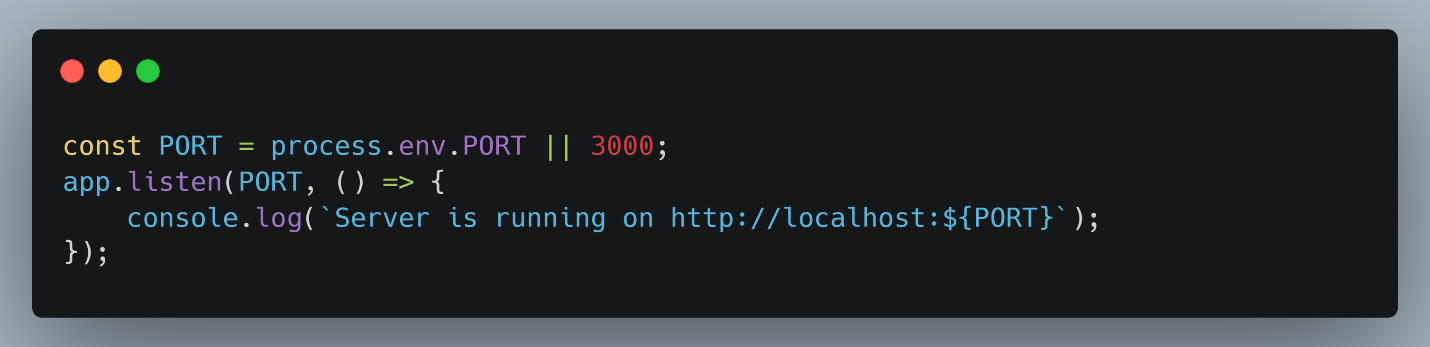 const PORT = process.env.PORT || 3000;
app.listen(PORT, () => {
    console.log(`Server is running on http://localhost:${PORT}`);
});